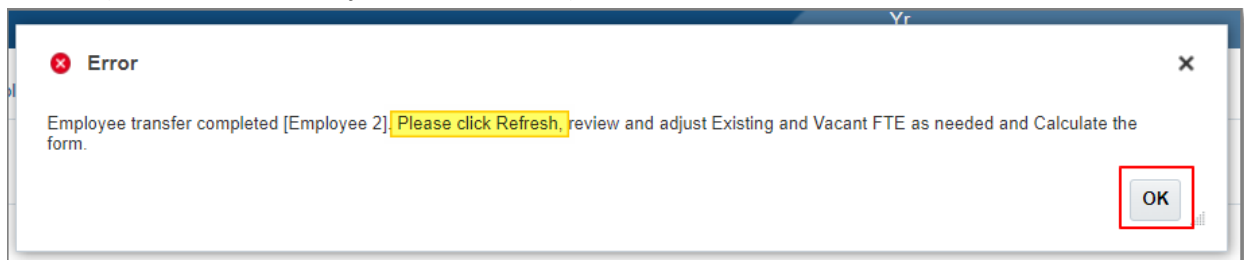 Yr
Error
Employee transfer completed [Employee 2]. Please click Refresh, review and adjust Existing and Vacant FTE as needed and Calculate the
form.
OK